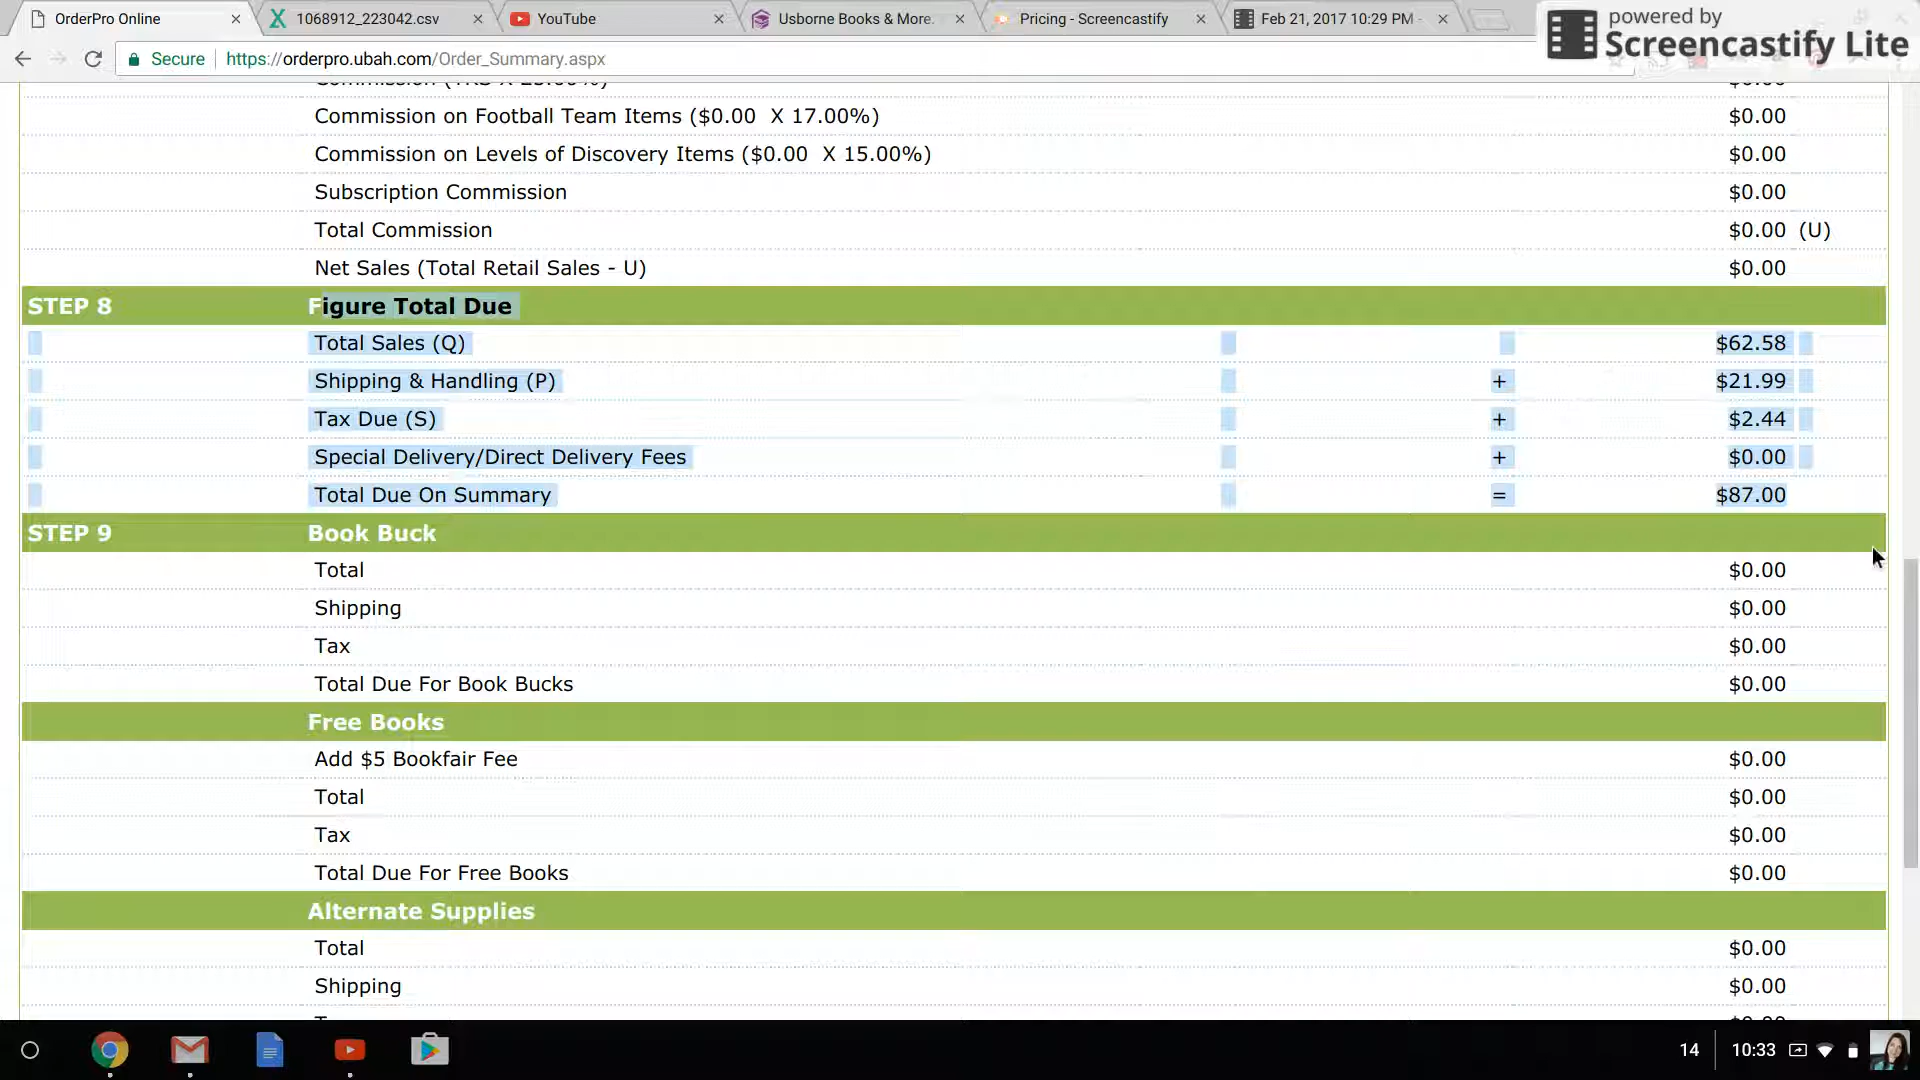 OrderPro Online
1068912_223042.csv
YouTube
Usborne Books & More.
Pricing - Screencastify
Feb 21, 2017 10:29 PM -
powered by
Screencastify Lite
Secure https://orderpro.ubah.com/Order_Summary.aspx
Commission on Football Team Items ($0.00 X 17.00%) $0.00
Commission on Levels of Discovery Items ($0.00 X 15.00%) $0.00
Subscription Commission $0.00
Total Commission $0.00 (U)
Net Sales (Total Retail Sales - U) $0.00
STEP 8 Figure Total Due
Total Sales (Q) $62.58
Shipping & Handling (P) + $21.99
Tax Due (S) + $2.44
Special Delivery/Direct Delivery Fees + $0.00
Total Due On Summary = $87.00
STEP 9 Book Buck
Total $0.00
Shipping $0.00
Tax $0.00
Total Due For Book Bucks $0.00
Free Books
Add $5 Bookfair Fee $0.00
Total $0.00
Tax $0.00
Total Due For Free Books $0.00
Alternate Supplies
Total $0.00
Shipping $0.00
14 10:33